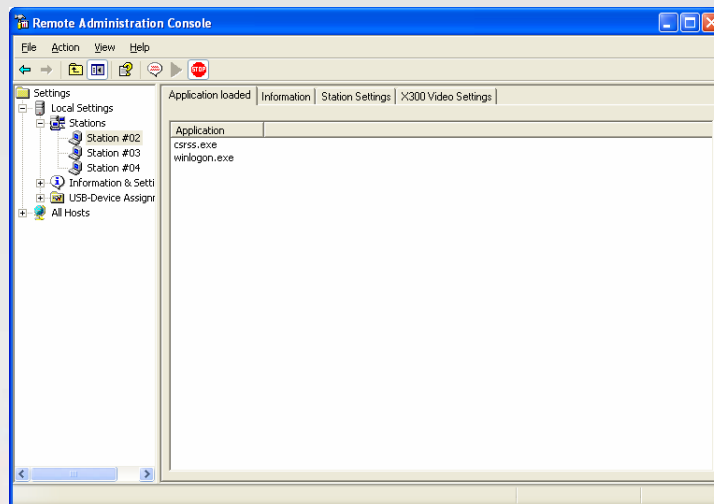 Remote Administration Console
File Action View Help
STOP
Settings
Local Settings
Stations
Station #02
Station #03
Station #04
Information & Setti
USB-Device Assignr
All Hosts
Application loaded Information Station Settings X300 Video Settings
Application
csrss.exe
winlogon.exe